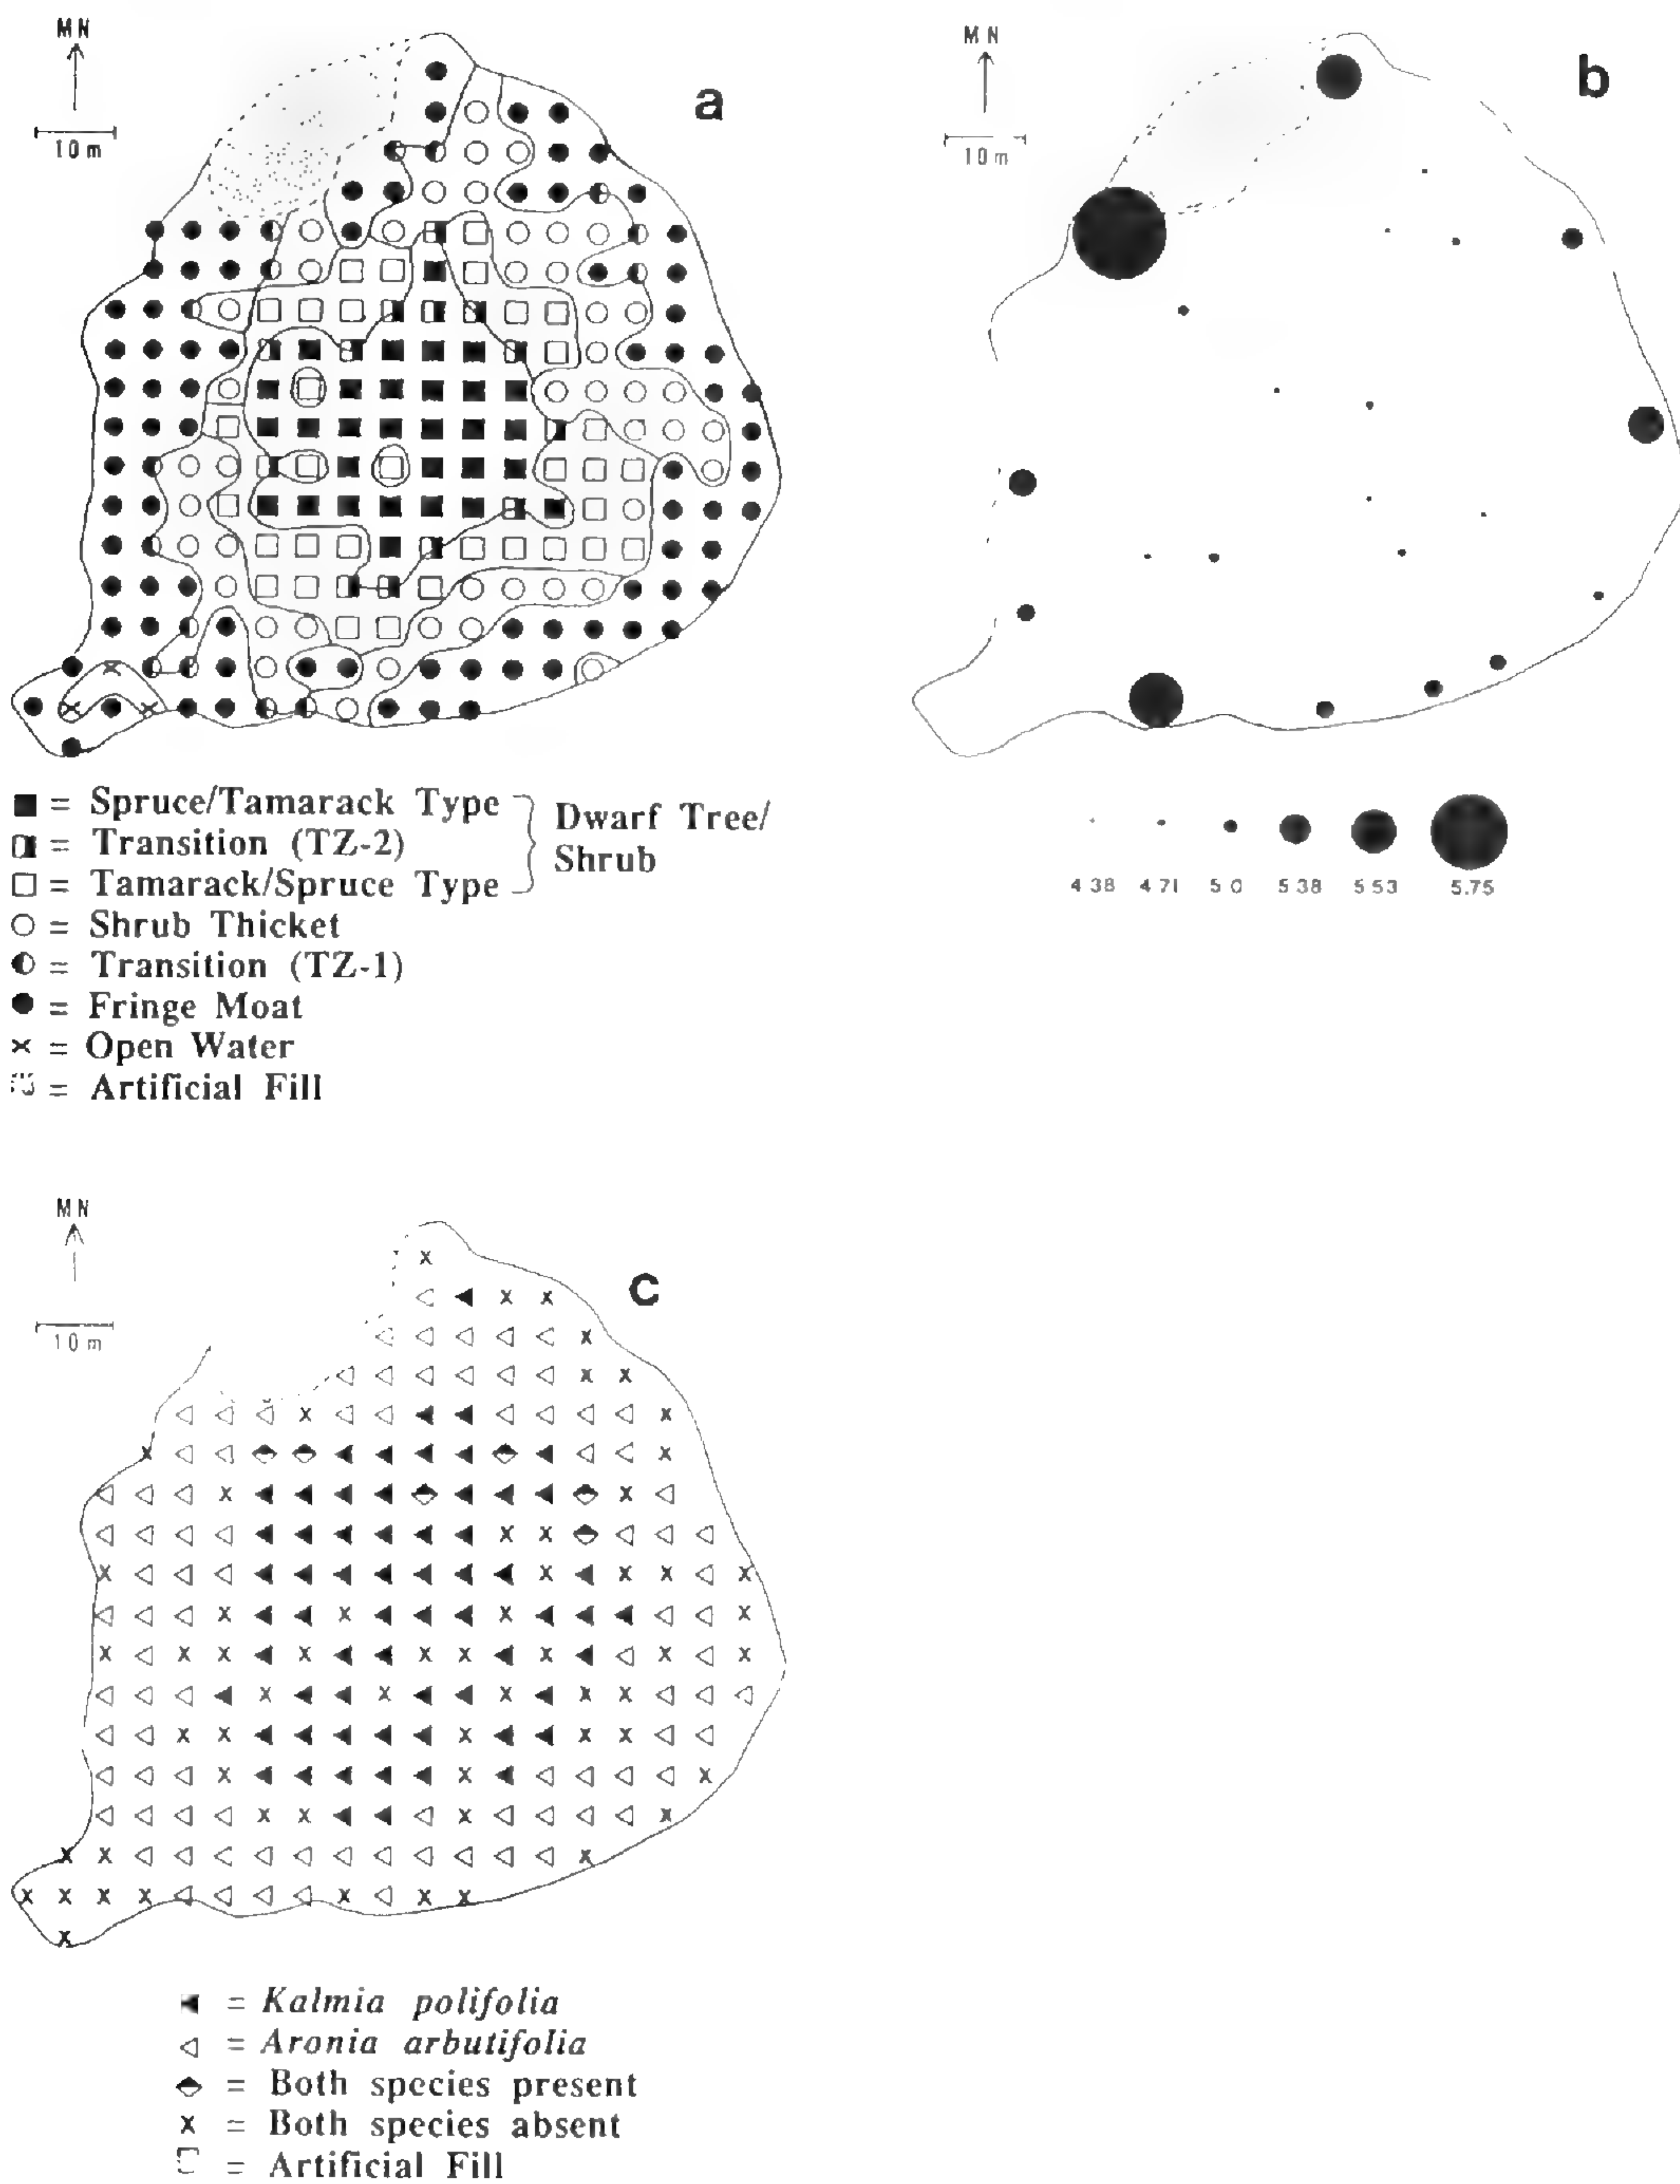 MN
10 m
a
MN
10 m
b
■ = Spruce/Tamarack Type
◨ = Transition (TZ-2)
□ = Tamarack/Spruce Type
Dwarf Tree/
Shrub
○ = Shrub Thicket
◐ = Transition (TZ-1)
● = Fringe Moat
× = Open Water
= Artificial Fill
4.38 4.71 5.0 5.38 5.53 5.75
MN
10 m
c
◀ = Kalmia polifolia
◁ = Aronia arbutifolia
⬘ = Both species present
x = Both species absent
= Artificial Fill